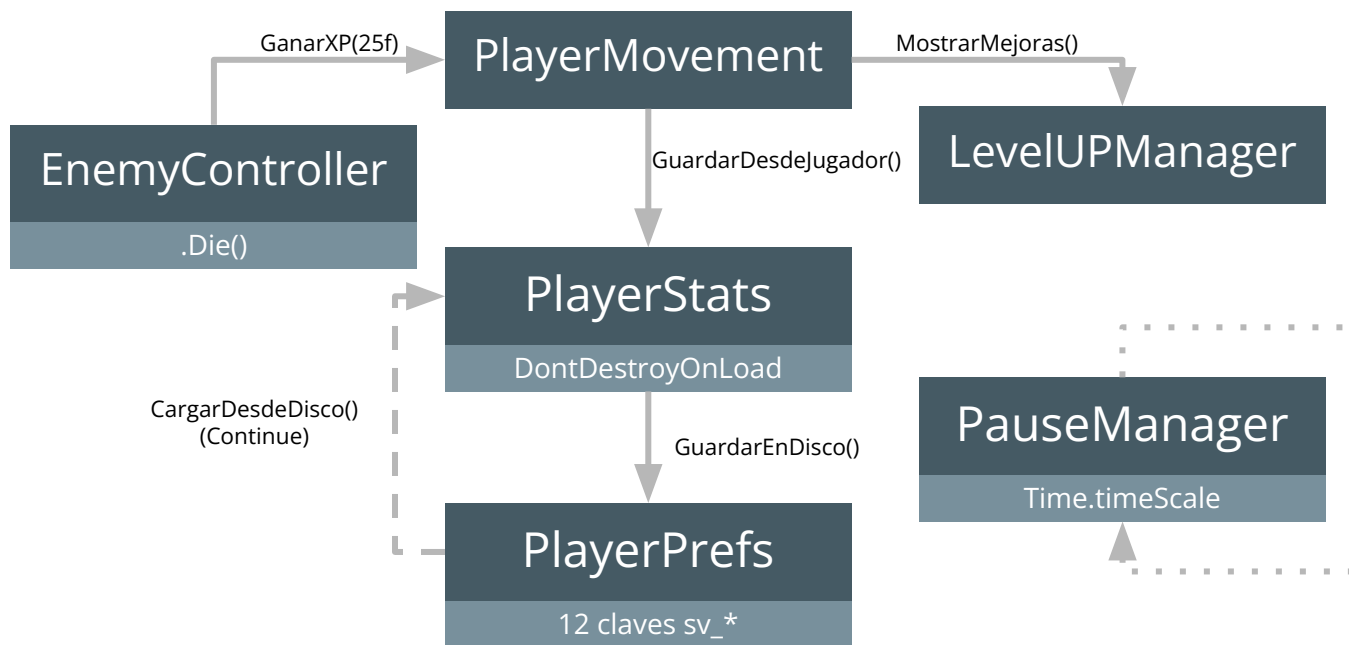 GanarXP(25f)
PlayerMovement
MostrarMejoras()
EnemyController
.Die()
GuardarDesdeJugador()
LevelUPManager
PlayerStats
DontDestroyOnLoad
CargarDesdeDisco()
(Continue)
GuardarEnDisco()
PauseManager
Time.timeScale
PlayerPrefs
12 claves sv_*